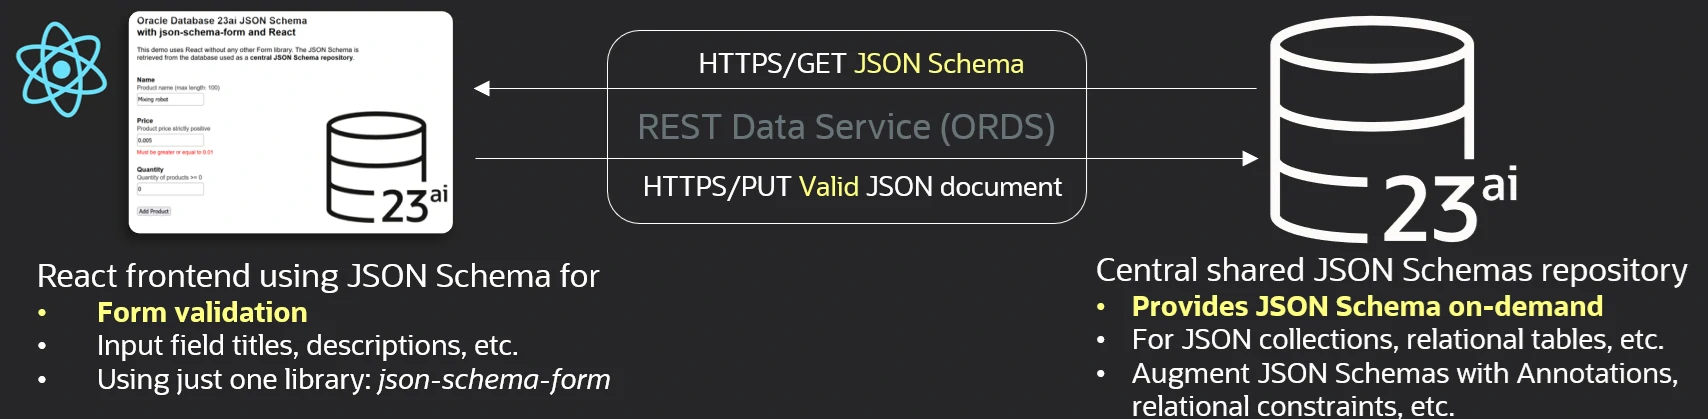 Oracle Database 23ai JSON Schema
with json-schema-form and React
This demo uses React without any other Form library. The JSON Schema is
retrieved from the database used as a central JSON Schema repository.
Name
Product name (max length: 100)
Mixing robot
Price
Product price strictly positive
0.005
Must be greater or equal to 0.01
Quantity
Quantity of products >= 0
0
Add Product
23ai
HTTPS/GET JSON Schema
REST Data Service (ORDS)
HTTPS/PUT Valid JSON document
23ai
React frontend using JSON Schema for
• Form validation
• Input field titles, descriptions, etc.
• Using just one library: json-schema-form
Central shared JSON Schemas repository
• Provides JSON Schema on-demand
• For JSON collections, relational tables, etc.
• Augment JSON Schemas with Annotations,
relational constraints, etc.